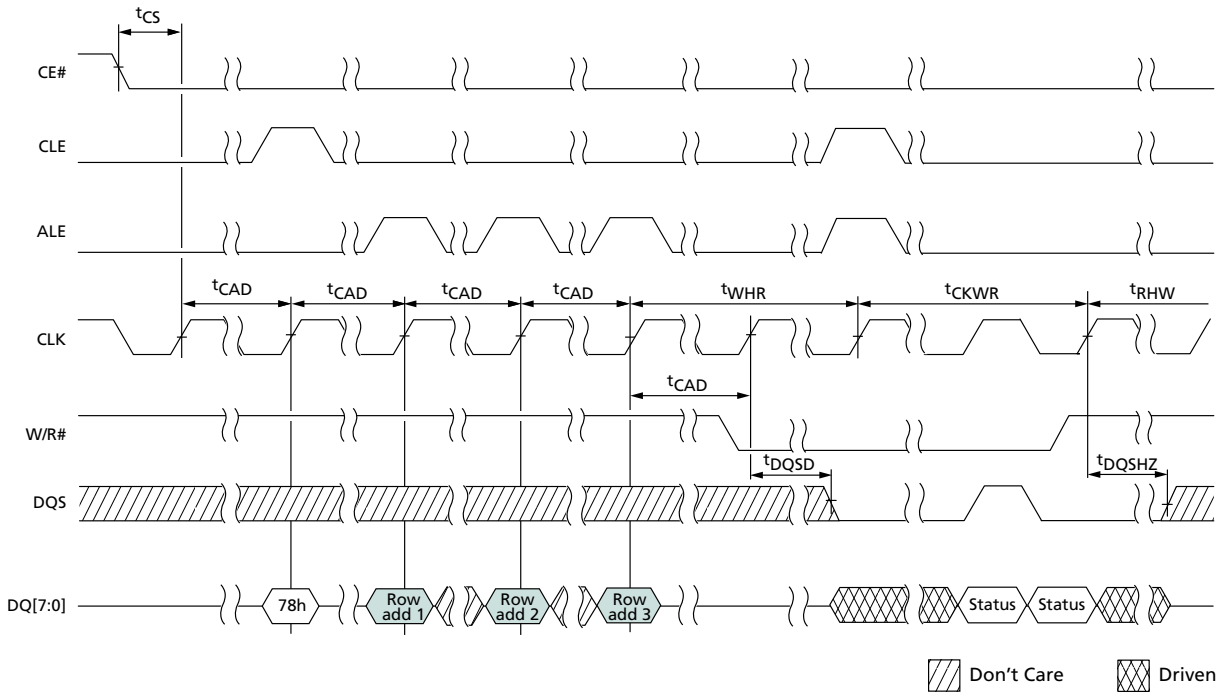 tCS
CE#
CLE
ALE
tCAD
tCAD
tCAD
tCAD
tWHR
tCKWR
tRHW
CLK
tCAD
W/R#
tDQSD
tDQSHZ
DQS
DQ[7:0]
78h
Row
add 1
Row
add 2
Row
add 3
Status
Status
Don't Care
Driven